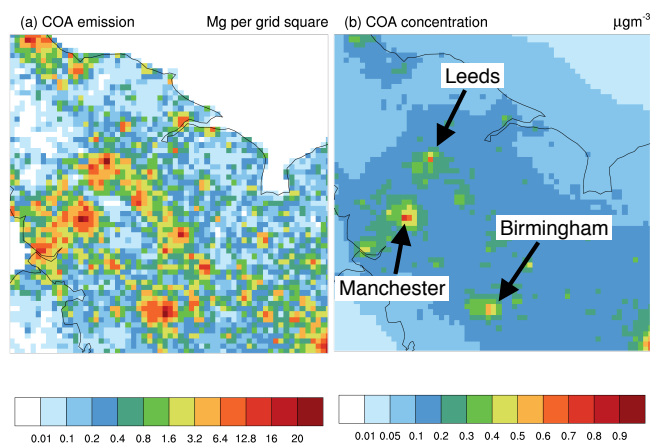 (a) COA emission Mg per grid square
(b) COA concentration µgm-3
Leeds
Birmingham
Manchester
0.01 0.1 0.2 0.4 0.8 1.6 3.2 6.4 12.8 16 20
0.01 0.05 0.1 0.2 0.3 0.4 0.5 0.6 0.7 0.8 0.9